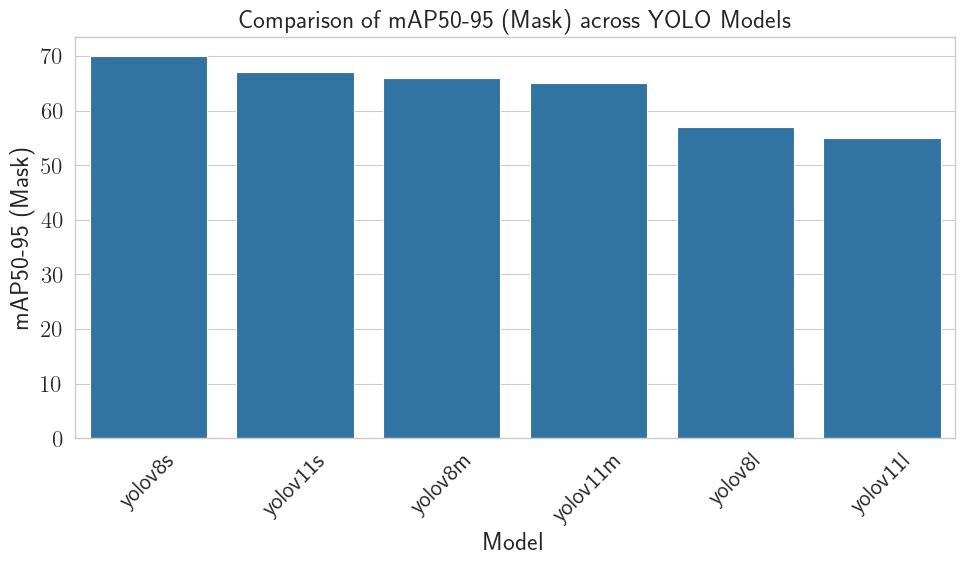 Comparison of mAP50-95 (Mask) across YOLO Models
mAP50-95 (Mask)
70
60
50
40
30
20
10
0
yolov8s
yolov11s
yolov8m
yolov11m
yolov8l
yolov11l
Model